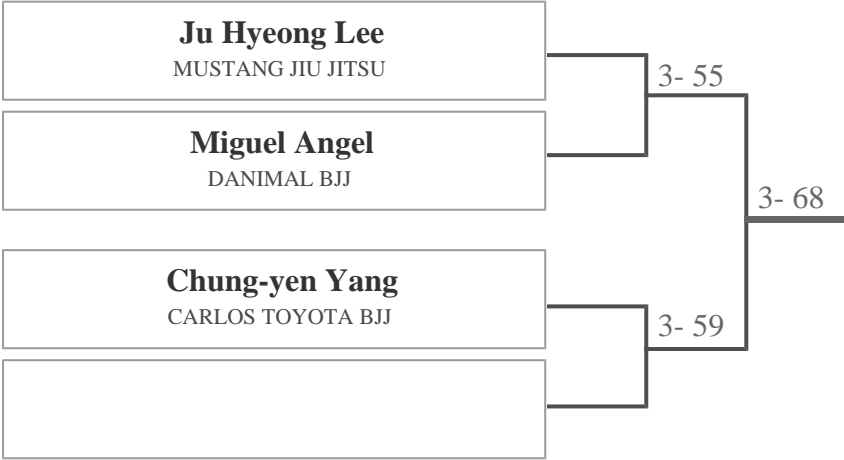 Ju Hyeong Lee
MUSTANG JIU JITSU
3- 55
Miguel Angel
DANIMAL BJJ
3- 68
Chung-yen Yang
CARLOS TOYOTA BJJ
3- 59